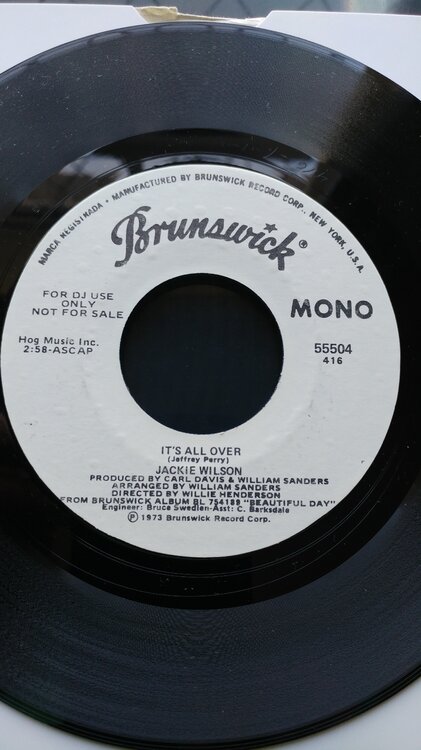 MARCA REGISTRADA • MANUFACTURED BY BRUNSWICK RECORD CORP., NEW YORK, U.S.A.
Brunswick®
FOR DJ USE
ONLY
NOT FOR SALE
MONO
Hog Music Inc.
2:58-ASCAP
55504
416
IT'S ALL OVER
(Jeffrey Perry)
JACKIE WILSON
PRODUCED BY CARL DAVIS & WILLIAM SANDERS
ARRANGED BY WILLIAM SANDERS
DIRECTED BY WILLIE HENDERSON
FROM BRUNSWICK ALBUM BL 754189 "BEAUTIFUL DAY"
Engineer: Bruce Swedien-Asst: C. Barksdale
℗ 1973 Brunswick Record Corp.